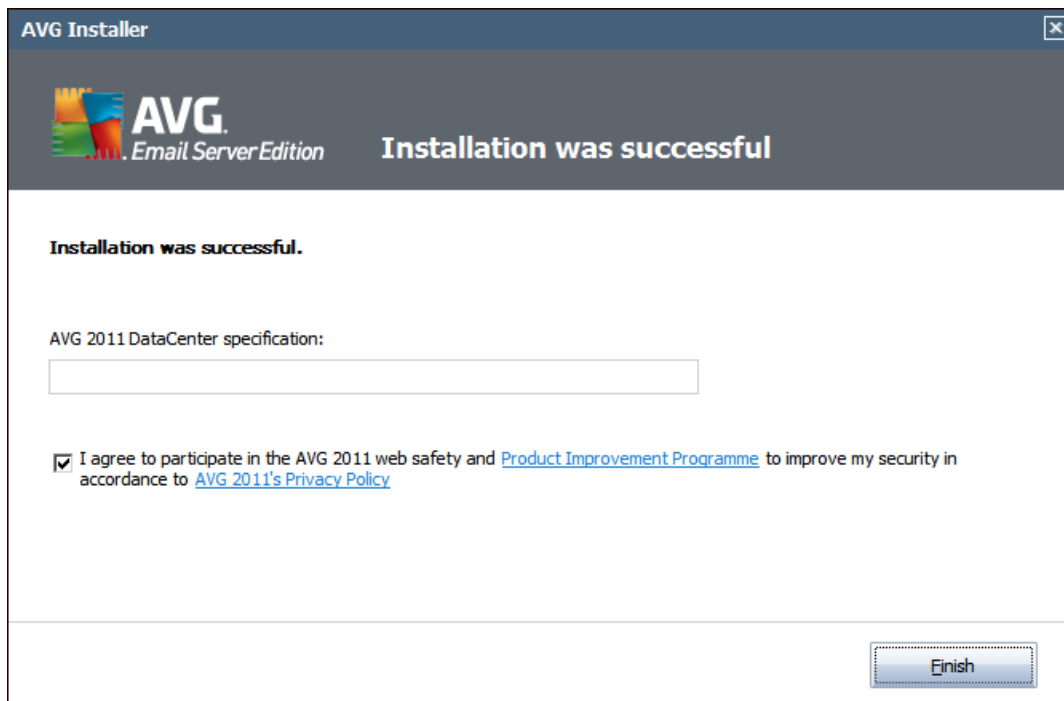 AVG Installer
AVG.
Email Server Edition
Installation was successful
Installation was successful.
AVG 2011 DataCenter specification:
I agree to participate in the AVG 2011 web safety and Product Improvement Programme to improve my security in
accordance to AVG 2011's Privacy Policy
Finish